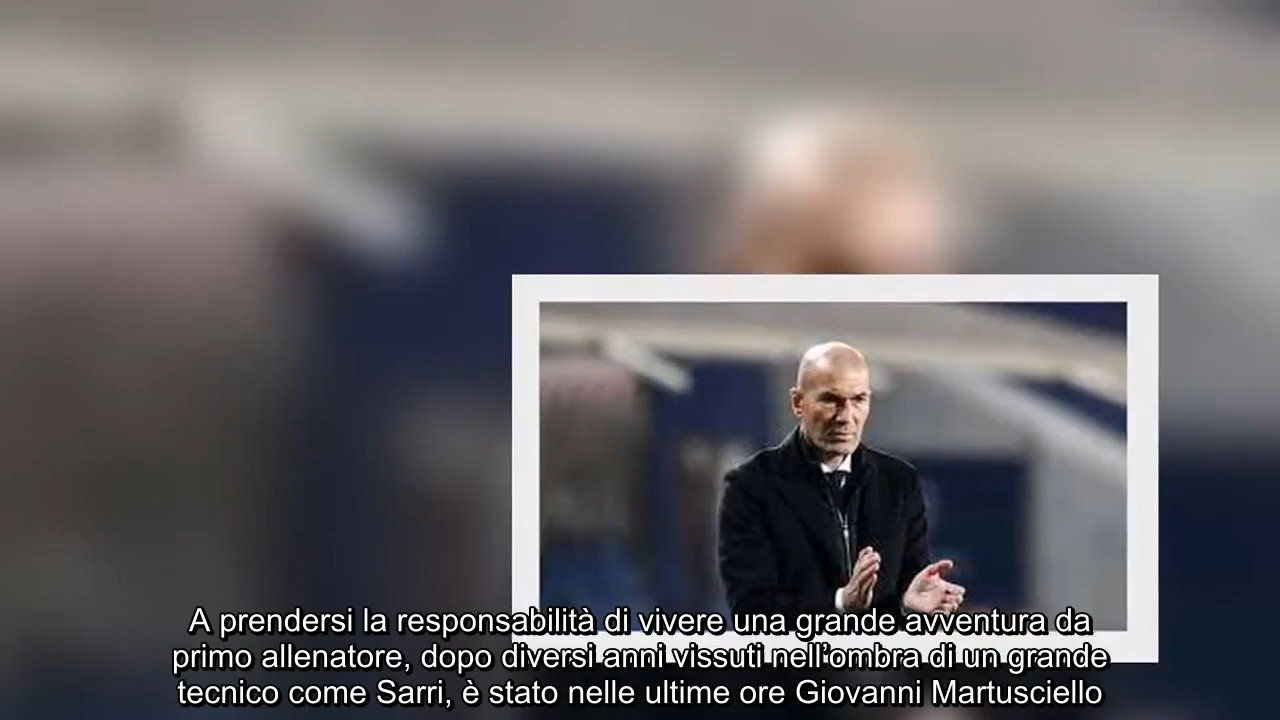 A prendersi la responsabilità di vivere una grande avventura da
primo allenatore, dopo diversi anni vissuti nell'ombra di un grande
tecnico come Sarri, è stato nelle ultime ore Giovanni Martusciello